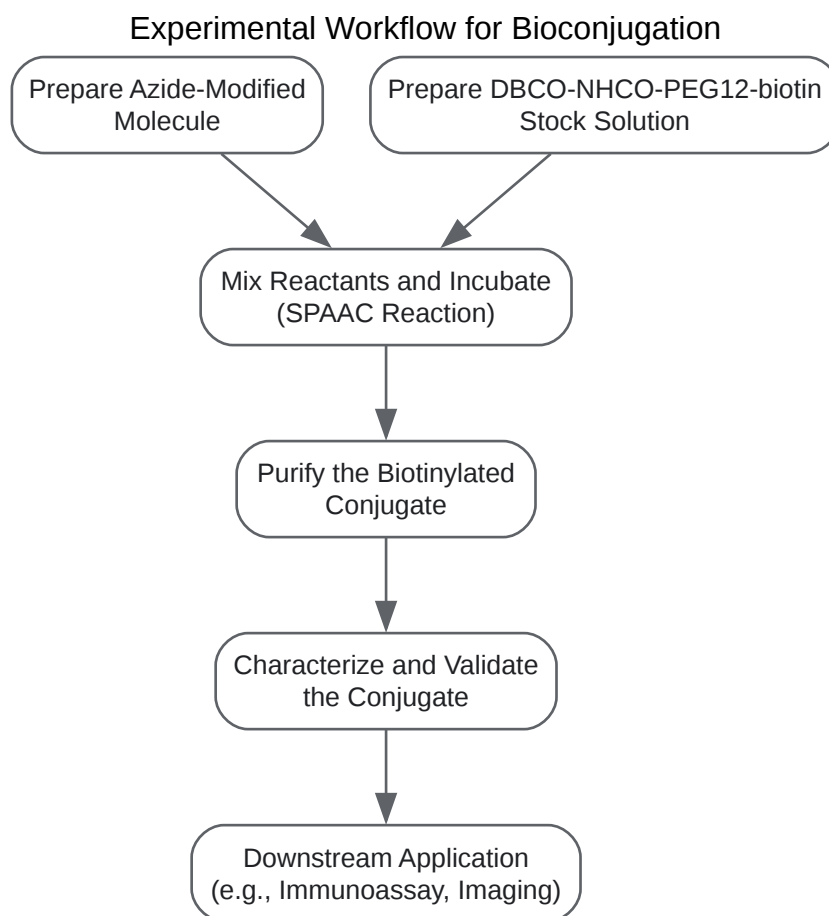 Experimental Workflow for Bioconjugation
Prepare Azide-Modified
Molecule
Prepare DBCO-NHCO-PEG12-biotin
Stock Solution
Mix Reactants and Incubate
(SPAAC Reaction)
Purify the Biotinylated
Conjugate
Characterize and Validate
the Conjugate
Downstream Application
(e.g., Immunoassay, Imaging)